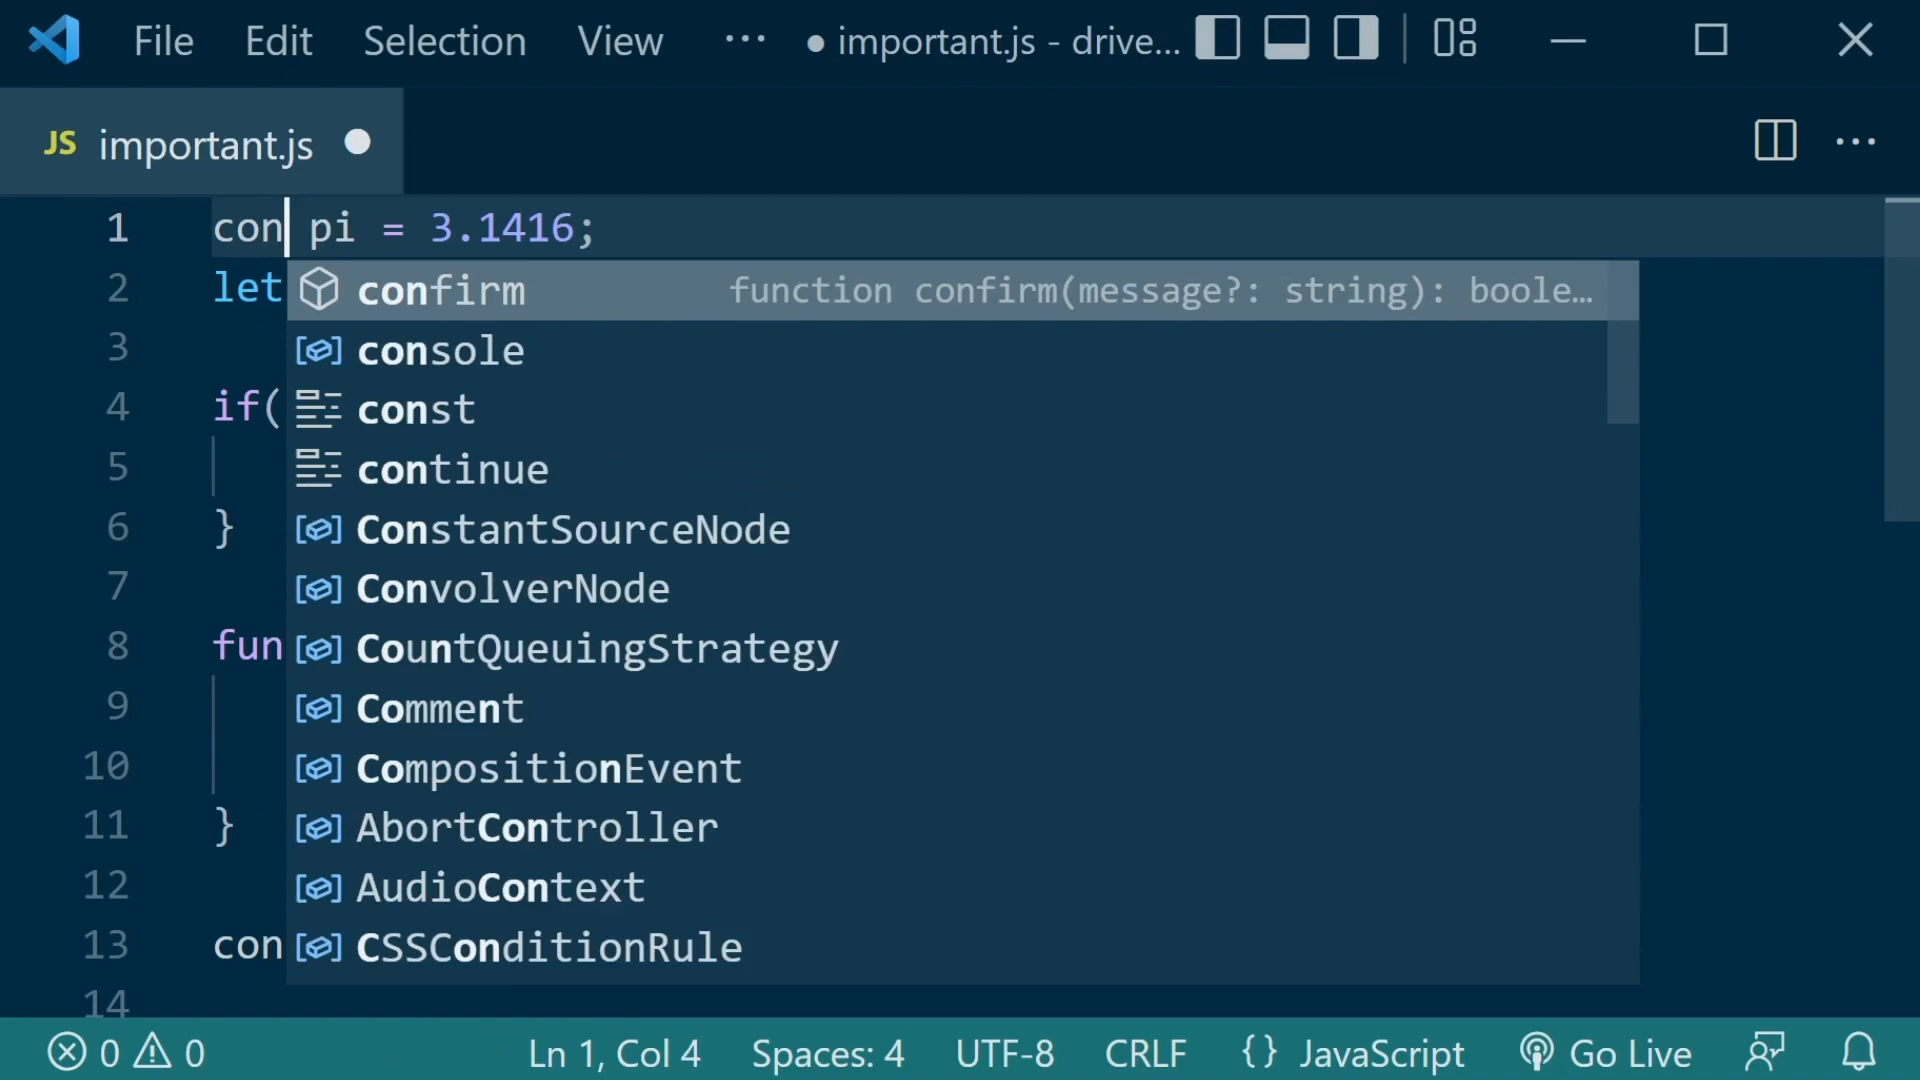 File Edit Selection View ··· ● important.js - drive...
JS important.js ●
1 con pi = 3.1416;
2 let
confirm function confirm(message?: string): boole…
3
console
4 if(
const
5
continue
6 }
ConstantSourceNode
7
ConvolverNode
8 fun
CountQueuingStrategy
9
Comment
10
CompositionEvent
11 }
AbortController
12
AudioContext
13 con
CSSConditionRule
14
0 0 Ln 1, Col 4 Spaces: 4 UTF-8 CRLF {} JavaScript Go Live